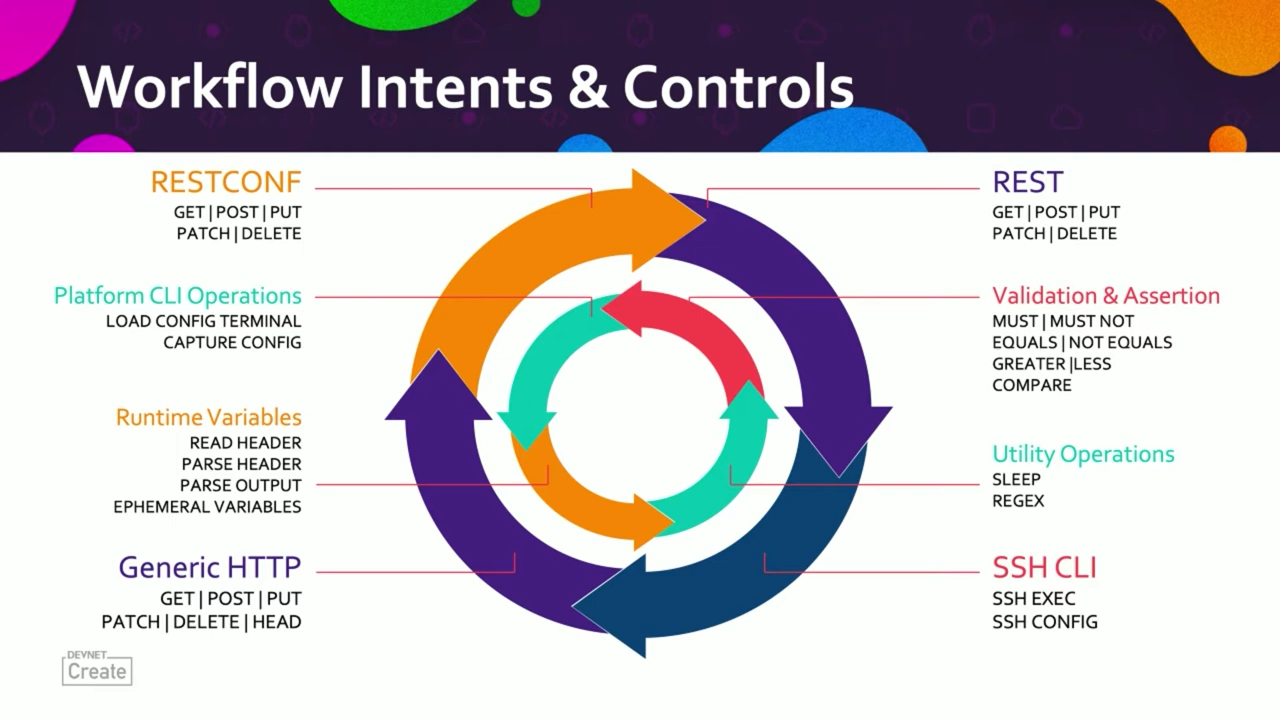 Workflow Intents & Controls
RESTCONF
GET | POST | PUT
PATCH | DELETE
Platform CLI Operations
LOAD CONFIG TERMINAL
CAPTURE CONFIG
Runtime Variables
READ HEADER
PARSE HEADER
PARSE OUTPUT
EPHEMERAL VARIABLES
Generic HTTP
GET | POST | PUT
PATCH | DELETE | HEAD
REST
GET | POST | PUT
PATCH | DELETE
Validation & Assertion
MUST | MUST NOT
EQUALS | NOT EQUALS
GREATER |LESS
COMPARE
Utility Operations
SLEEP
REGEX
SSH CLI
SSH EXEC
SSH CONFIG
DEVNET
Create